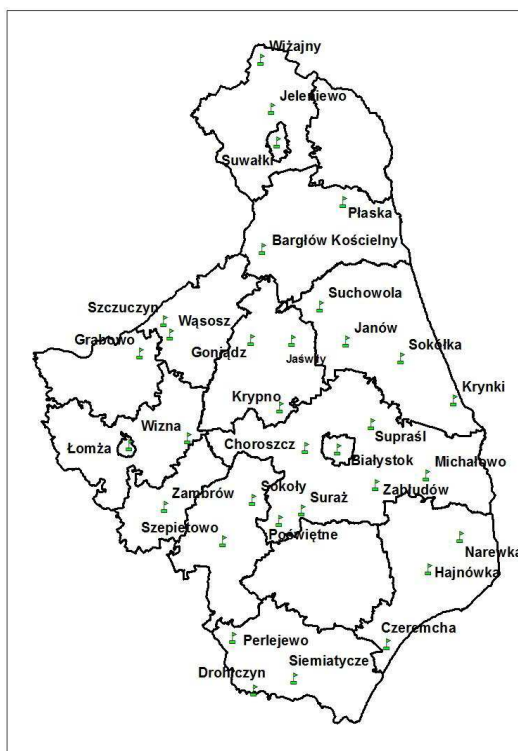 Wiżajny
Jeleniewo
Suwałki
Płaska
Bargłów Kościelny
Suchowola
Szczuczyn
Wąsosz
Janów
Grabowo
Goniądz
Jaświły
Sokółka
Krypno
Krynki
Wizna
Supraśl
Choroszcz
Łomża
Białystok
Michałowo
Zambrów
Sokoły
Zabłudów
Suraż
Szepietowo
Poświętne
Narewka
Hajnówka
Czeremcha
Perlejewo
Siemiatycze
Drohiczyn